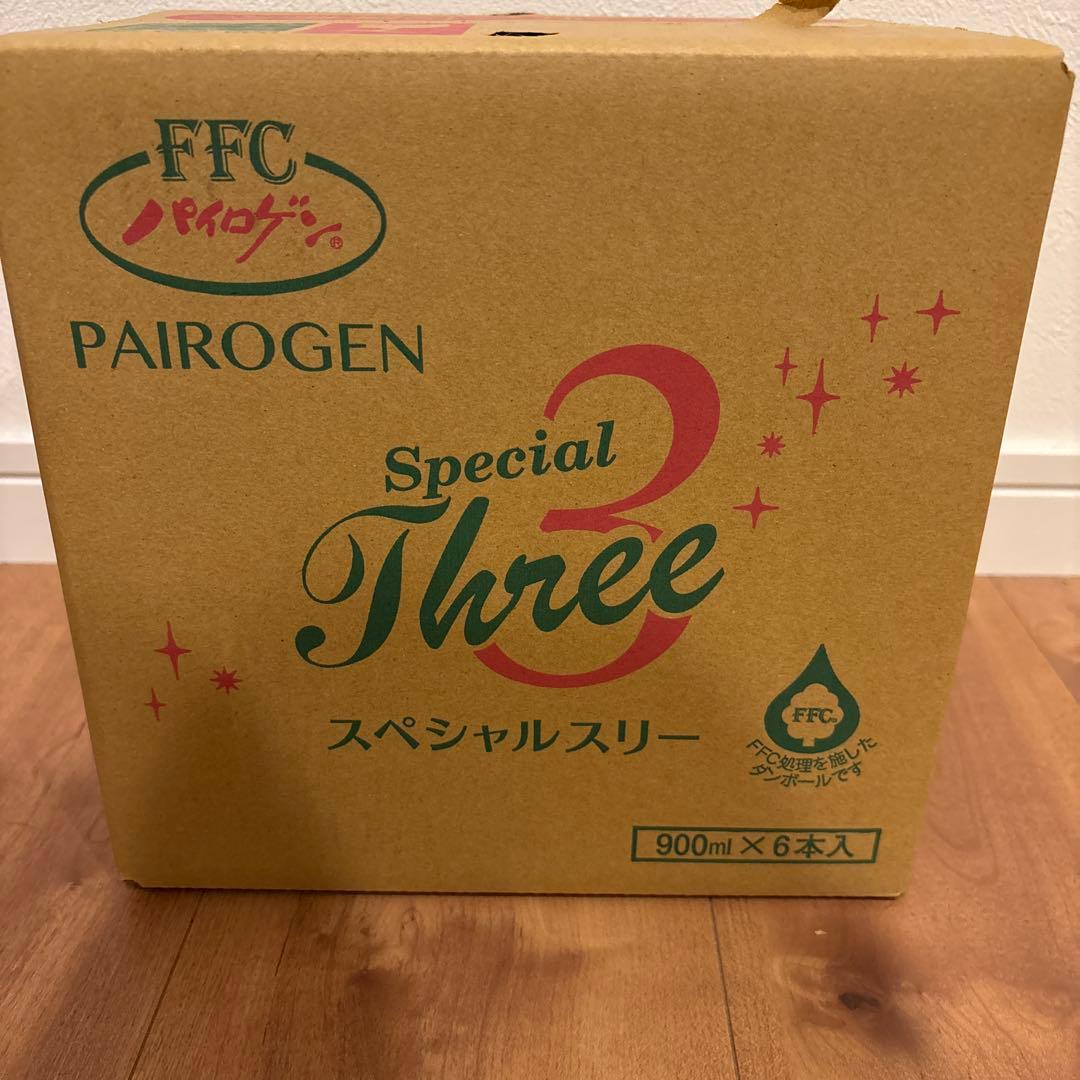 FFC
パイロゲン®
PAIROGEN
3
Special
Three
スペシャルスリー
FFC®
FFC処理を施した
ダンボールです
900ml×6本入